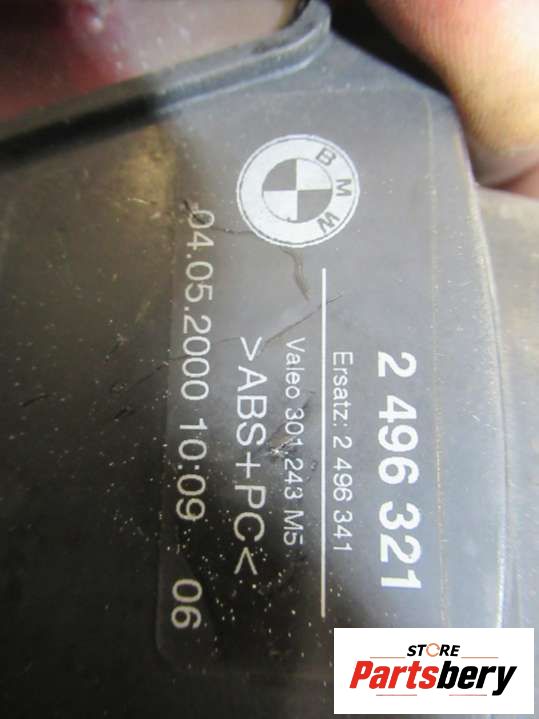 BMW
2 496 321
Ersatz: 2 496 341
Valeo 301 243 M5
>ABS+PC<
04.05.2000 10:09 06
STORE
Partsbery